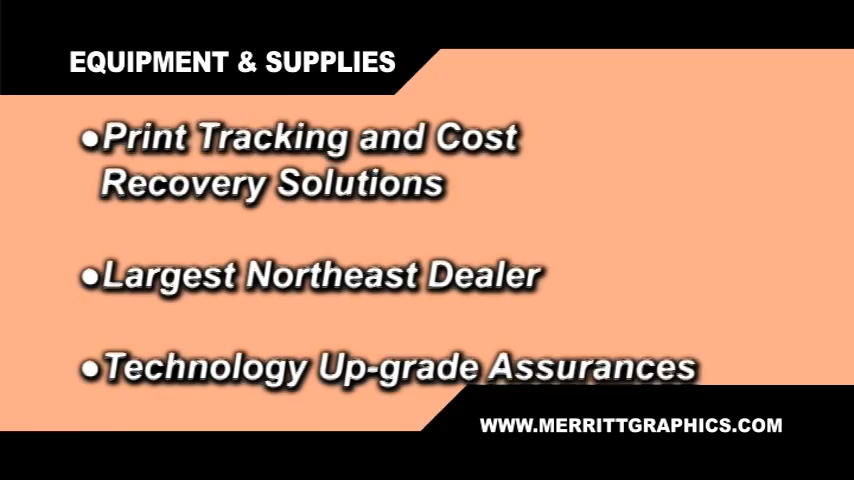 EQUIPMENT & SUPPLIES
●Print Tracking and Cost
Recovery Solutions
●Largest Northeast Dealer
●Technology Up-grade Assurances
WWW.MERRITTGRAPHICS.COM